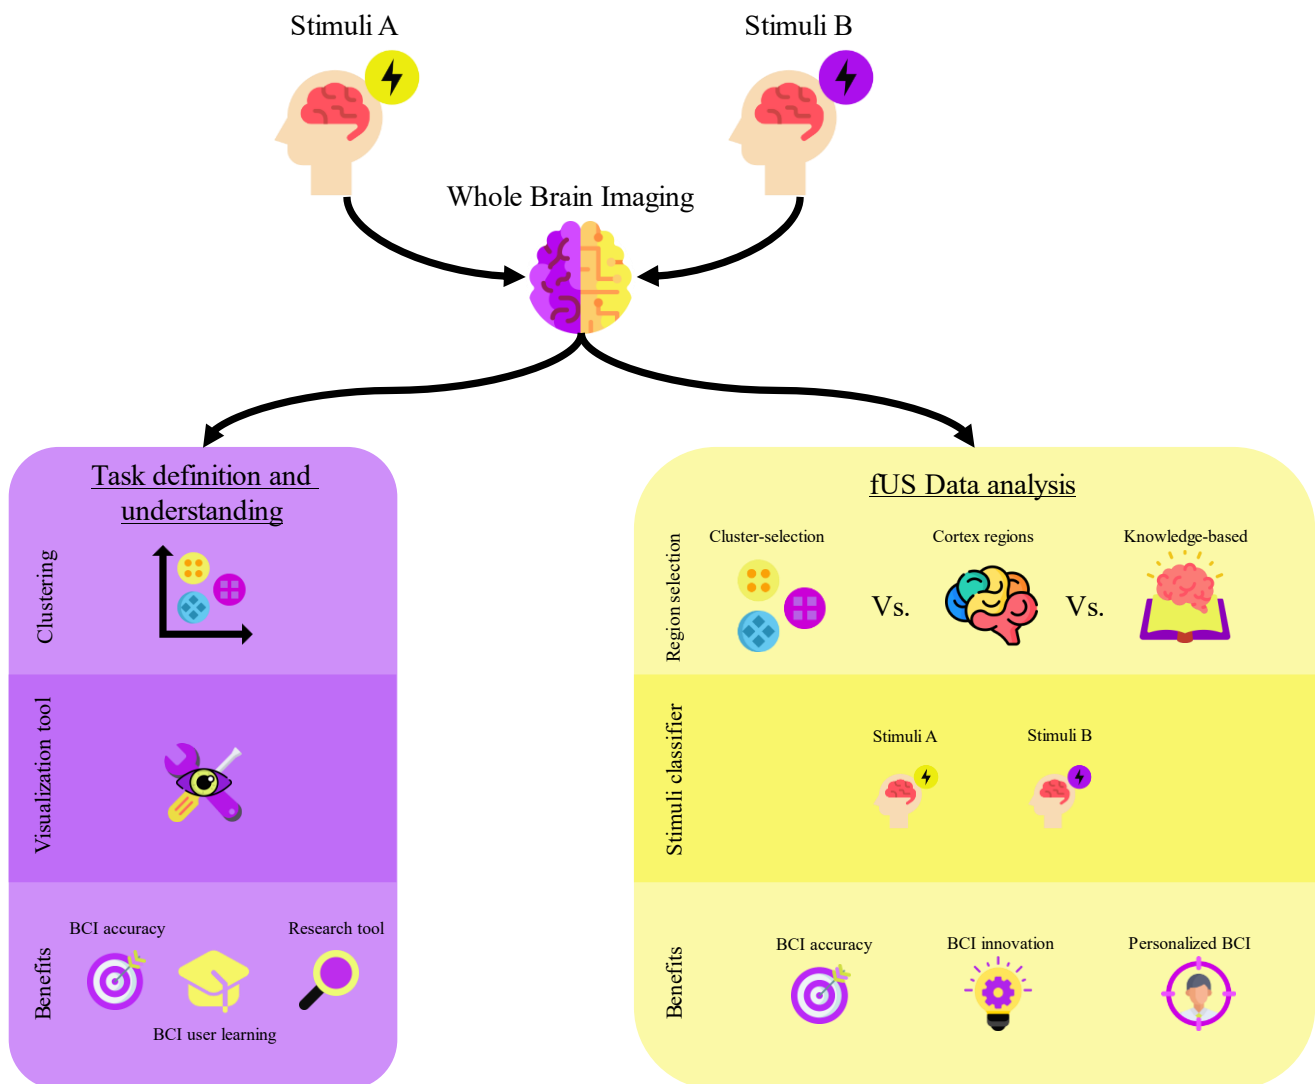 Stimuli A
Stimuli B
Whole Brain Imaging
Task definition and
understanding
Clustering
Visualization tool
Benefits
BCI accuracy
Research tool
BCI user learning
fUS Data analysis
Region selection
Cluster-selection
Cortex regions
Knowledge-based
Vs.
Vs.
Stimuli classifier
Stimuli A
Stimuli B
Benefits
BCI accuracy
BCI innovation
Personalized BCI